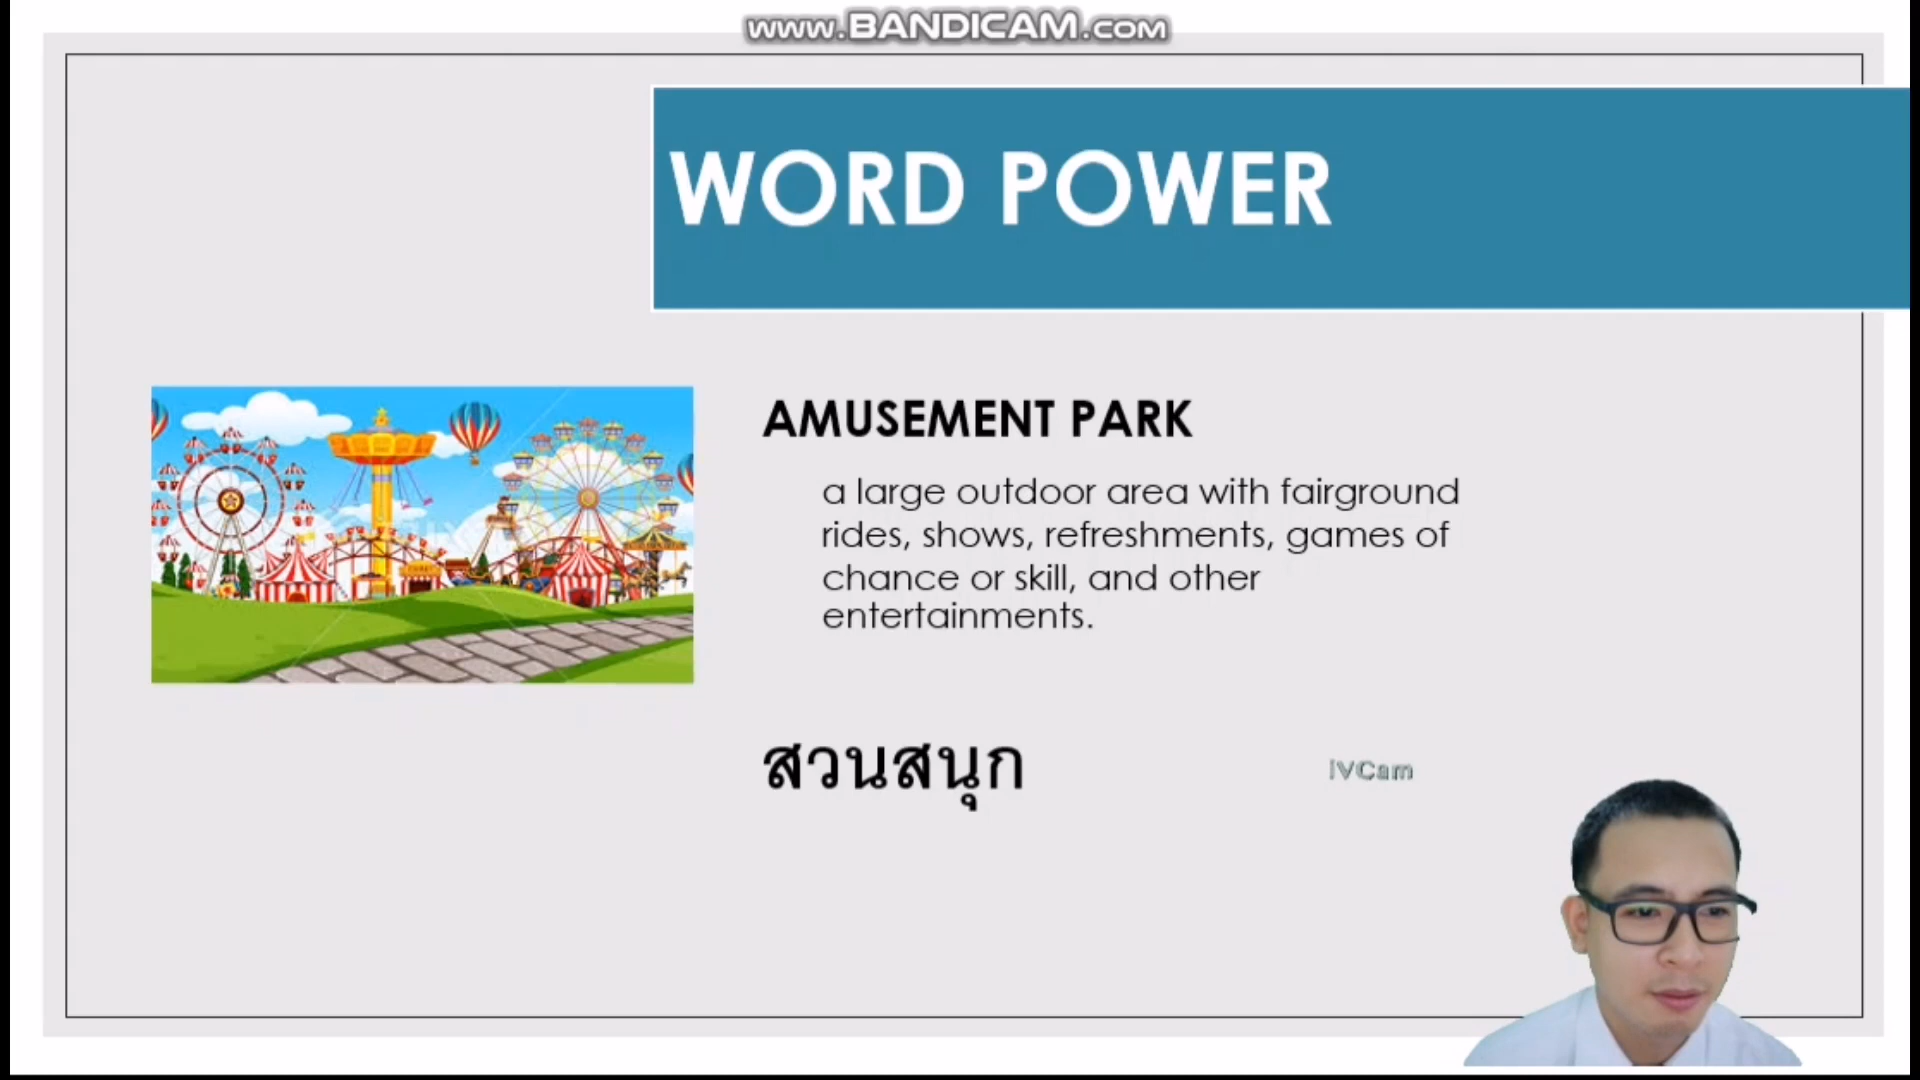 www.BANDICAM.com
WORD POWER
AMUSEMENT PARK
a large outdoor area with fairground
rides, shows, refreshments, games of
chance or skill, and other
entertainments.
สวนสนุก
iVCam